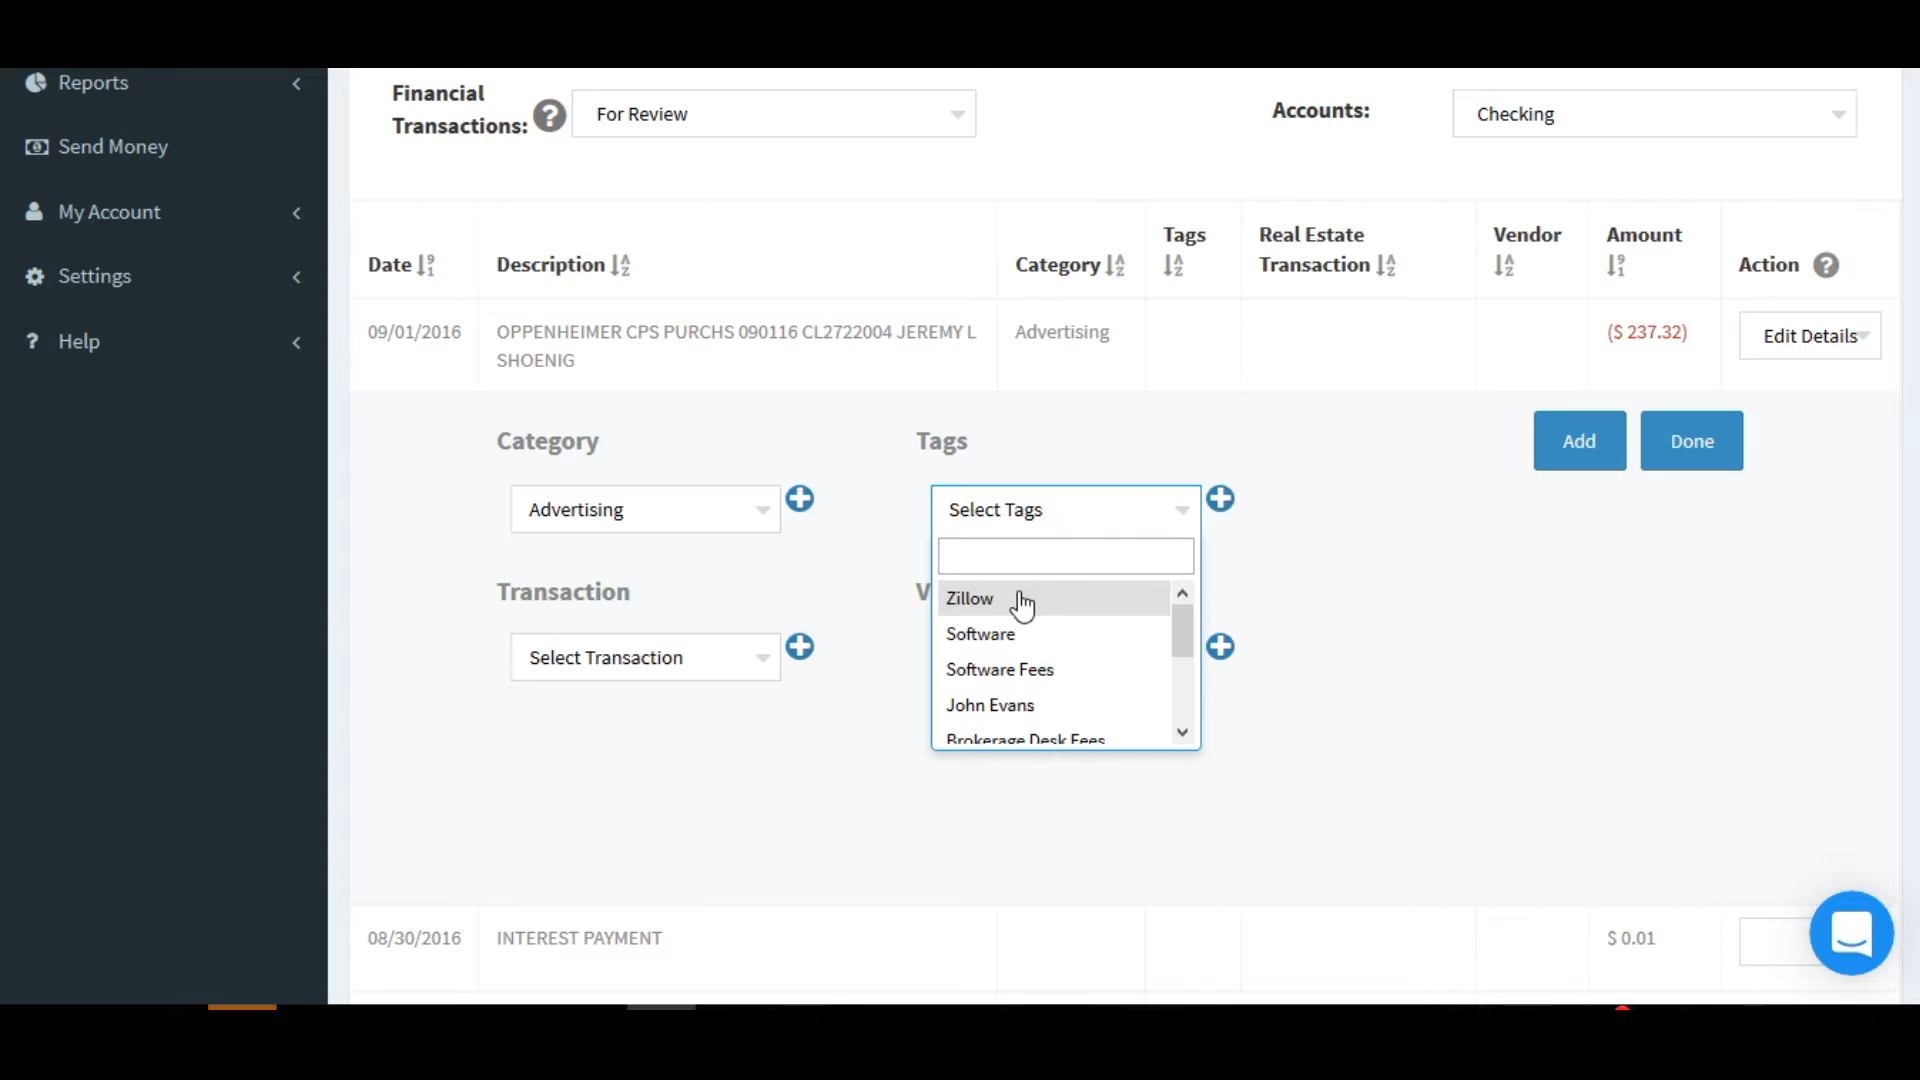 Reports
Send Money
My Account
Settings
Help
Financial
Transactions:
For Review
Accounts:
Checking
Date
Description
Category
Tags
Real Estate
Transaction
Vendor
Amount
Action
09/01/2016
OPPENHEIMER CPS PURCHS 090116 CL2722004 JEREMY L
SHOENIG
Advertising
($ 237.32)
Edit Details
Category
Tags
Add
Done
Advertising
Select Tags
Transaction
V
Select Transaction
Zillow
Software
Software Fees
John Evans
Brokerage Desk Fees
08/30/2016
INTEREST PAYMENT
$ 0.01